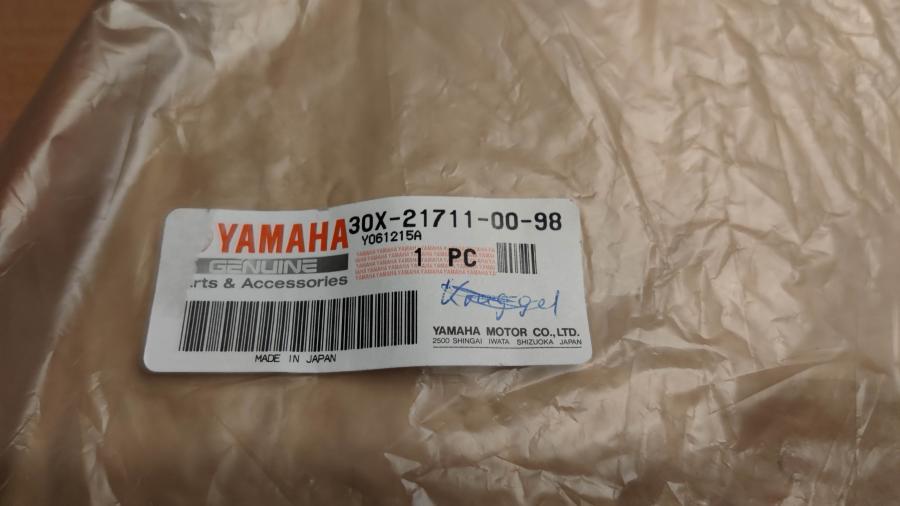 YAMAHA 30X-21711-00-98
Y061215A
GENUINE 1 PC
rts & Accessories
YAMAHA MOTOR CO., LTD.
2500 SHINGAI IWATA SHIZUOKA JAPAN
MADE IN JAPAN